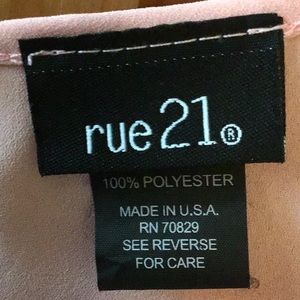 rue21®
100% POLYESTER
MADE IN U.S.A.
RN 70829
SEE REVERSE
FOR CARE